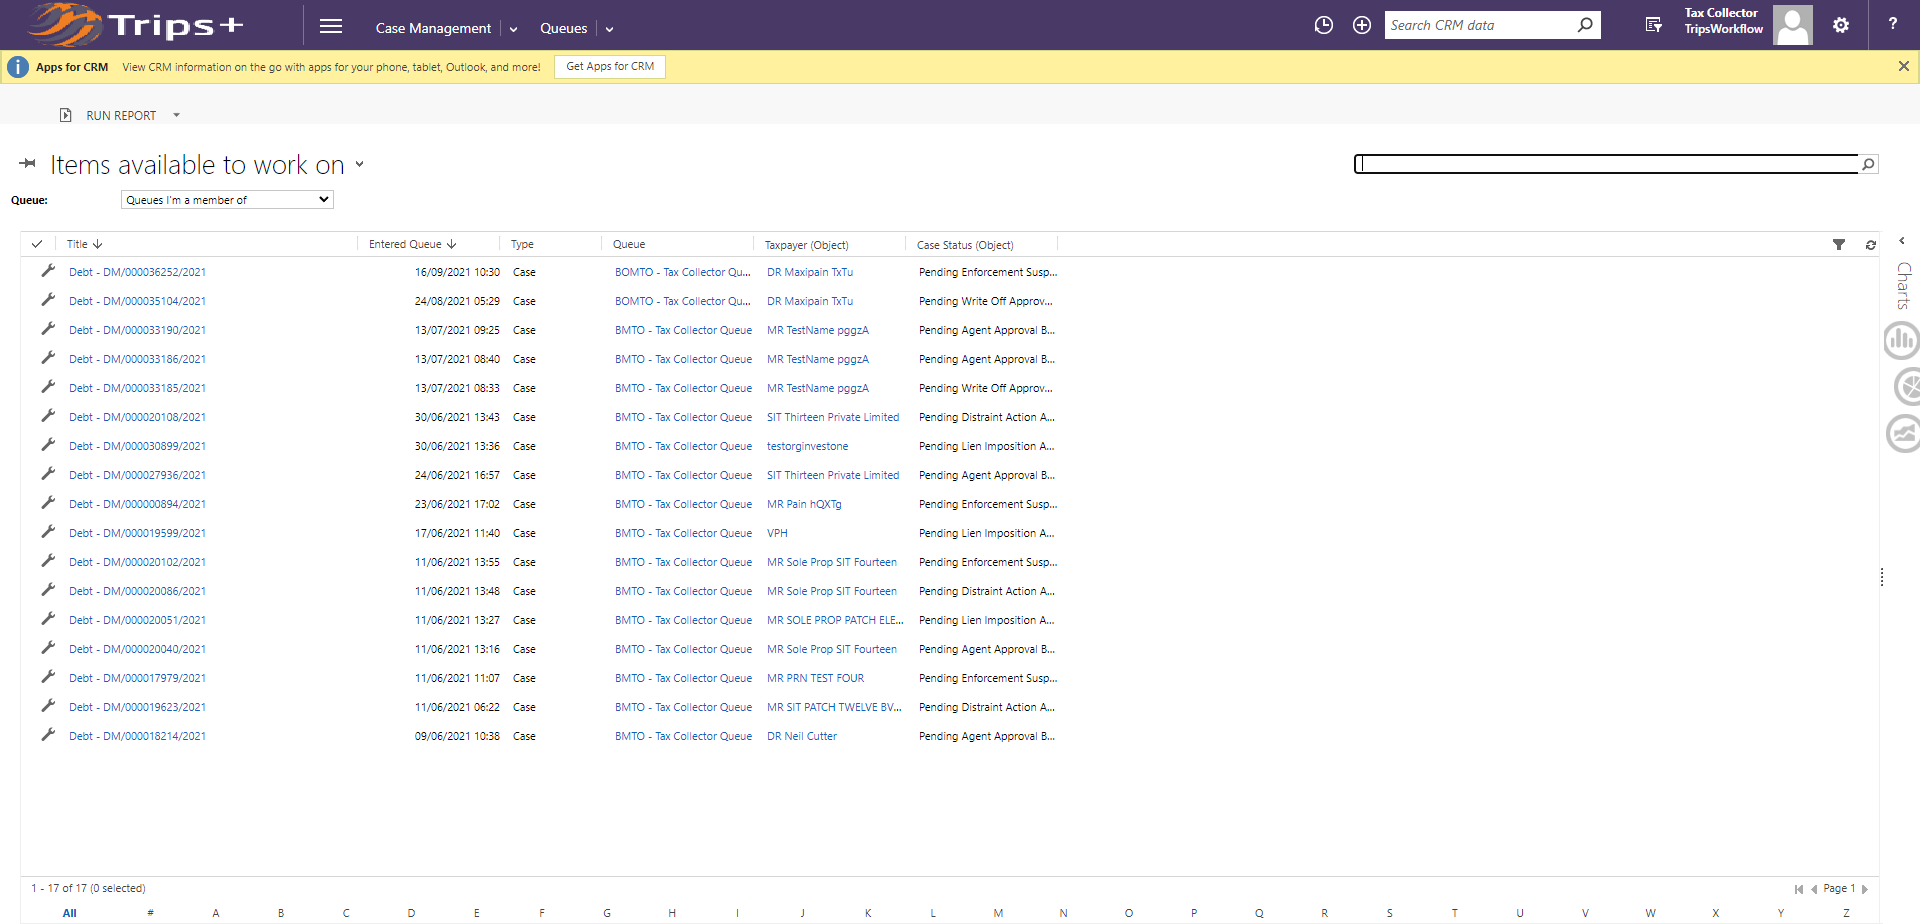 Trips+
Case Management
Queues
Search CRM data
Tax Collector
TripsWorkflow
?
i
Apps for CRM View CRM information on the go with apps for your phone, tablet, Outlook, and more! Get Apps for CRM
RUN REPORT
Items available to work on
Queue: Queues I'm a member of
Title Entered Queue Type Queue Taxpayer (Object) Case Status (Object)
Debt - DM/000036252/2021 16/09/2021 10:30 Case BOMTO - Tax Collector Qu... DR Maxipain TxTu Pending Enforcement Susp...
Debt - DM/000035104/2021 24/08/2021 05:29 Case BOMTO - Tax Collector Qu... DR Maxipain TxTu Pending Write Off Approv...
Debt - DM/000033190/2021 13/07/2021 09:25 Case BMTO - Tax Collector Queue MR TestName pggzA Pending Agent Approval B...
Debt - DM/000033186/2021 13/07/2021 08:40 Case BMTO - Tax Collector Queue MR TestName pggzA Pending Agent Approval B...
Debt - DM/000033185/2021 13/07/2021 08:33 Case BMTO - Tax Collector Queue MR TestName pggzA Pending Write Off Approv...
Debt - DM/000020108/2021 30/06/2021 13:43 Case BMTO - Tax Collector Queue SIT Thirteen Private Limited Pending Distraint Action A...
Debt - DM/000030899/2021 30/06/2021 13:36 Case BMTO - Tax Collector Queue testorginvestone Pending Lien Imposition A...
Debt - DM/000027936/2021 24/06/2021 16:57 Case BMTO - Tax Collector Queue SIT Thirteen Private Limited Pending Agent Approval B...
Debt - DM/000000894/2021 23/06/2021 17:02 Case BMTO - Tax Collector Queue MR Pain hQXTg Pending Enforcement Susp...
Debt - DM/000019599/2021 17/06/2021 11:40 Case BMTO - Tax Collector Queue VPH Pending Lien Imposition A...
Debt - DM/000020102/2021 11/06/2021 13:55 Case BMTO - Tax Collector Queue MR Sole Prop SIT Fourteen Pending Enforcement Susp...
Debt - DM/000020086/2021 11/06/2021 13:48 Case BMTO - Tax Collector Queue MR Sole Prop SIT Fourteen Pending Distraint Action A...
Debt - DM/000020051/2021 11/06/2021 13:27 Case BMTO - Tax Collector Queue MR SOLE PROP PATCH ELE... Pending Lien Imposition A...
Debt - DM/000020040/2021 11/06/2021 13:16 Case BMTO - Tax Collector Queue MR Sole Prop SIT Fourteen Pending Agent Approval B...
Debt - DM/000017979/2021 11/06/2021 11:07 Case BMTO - Tax Collector Queue MR PRN TEST FOUR Pending Enforcement Susp...
Debt - DM/000019623/2021 11/06/2021 06:22 Case BMTO - Tax Collector Queue MR SIT PATCH TWELVE BV... Pending Distraint Action A...
Debt - DM/000018214/2021 09/06/2021 10:38 Case BMTO - Tax Collector Queue DR Neil Cutter Pending Agent Approval B...
Charts
1 - 17 of 17 (0 selected) Page 1
All # A B C D E F G H I J K L M N O P Q R S T U V W X Y Z